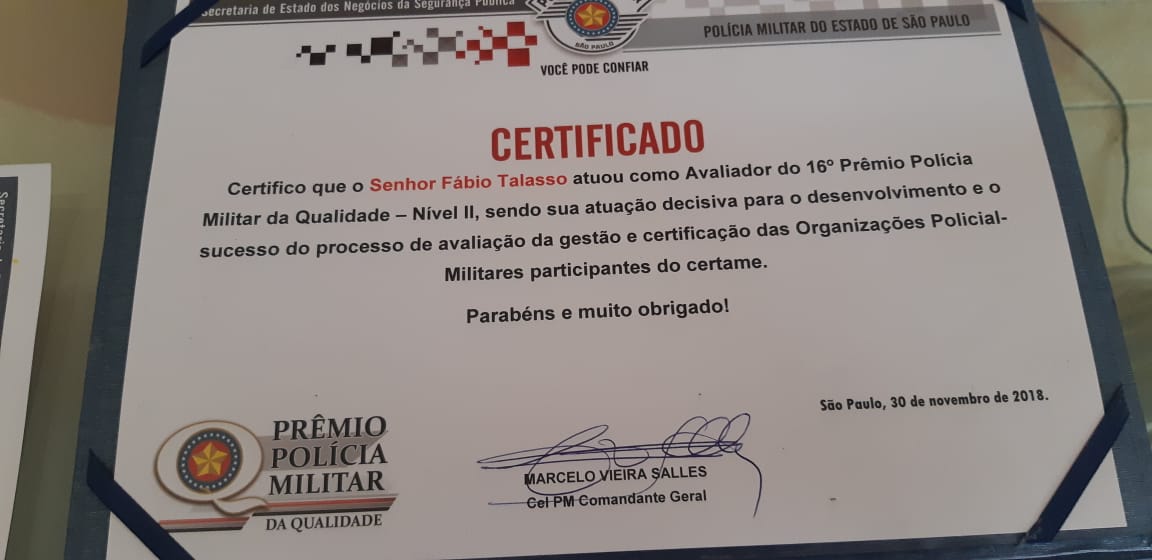 Secretaria de Estado dos Negócios da Segurança Pública
POLÍCIA MILITAR DO ESTADO DE SÃO PAULO
SÃO PAULO
VOCÊ PODE CONFIAR
CERTIFICADO
Certifico que o Senhor Fábio Talasso atuou como Avaliador do 16º Prêmio Polícia
Militar da Qualidade – Nível II, sendo sua atuação decisiva para o desenvolvimento e o
sucesso do processo de avaliação da gestão e certificação das Organizações Policial-
Militares participantes do certame.
Parabéns e muito obrigado!
São Paulo, 30 de novembro de 2018.
PRÊMIO
POLÍCIA
MILITAR
DA QUALIDADE
MARCELO VIEIRA SALLES
Cel PM Comandante Geral